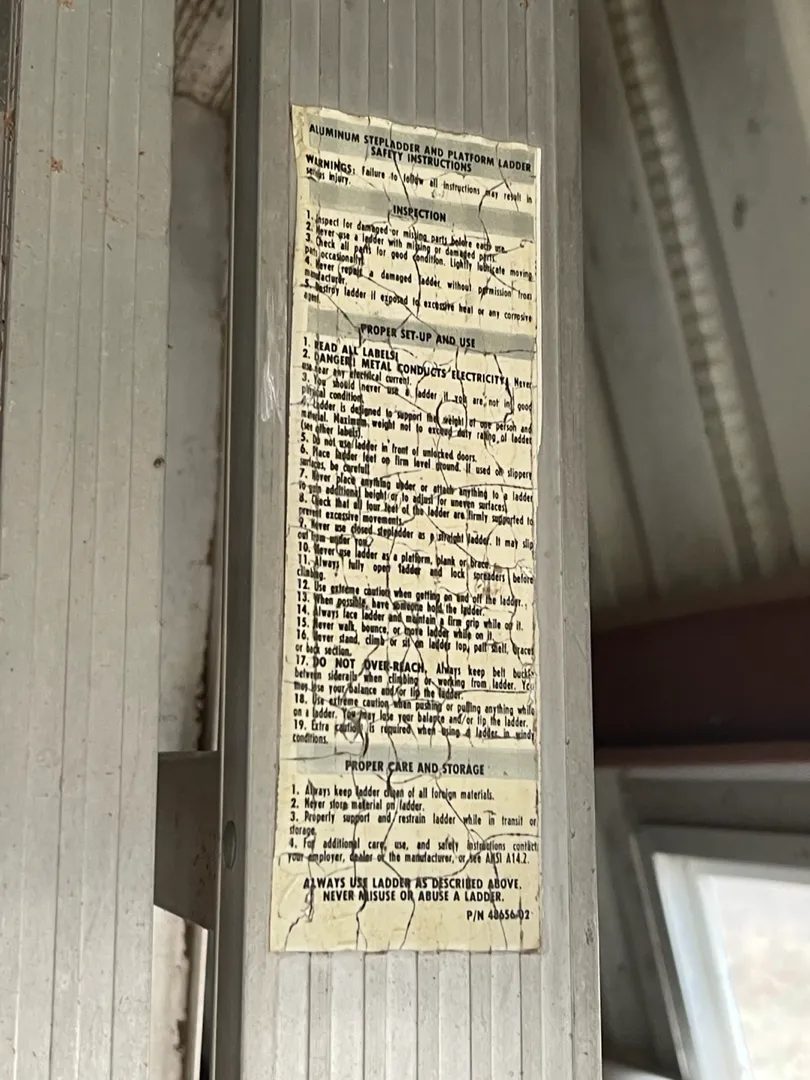 ALUMINUM STEPLADDER AND PLATFORM LADDER
SAFETY INSTRUCTIONS
WARNINGS: Failure to follow all instructions may result in
serious injury.
INSPECTION
1. Inspect for damaged or missing parts before each use.
2. Never use a ladder with missing or damaged parts.
3. Check all parts for good condition. Lightly lubricate moving
parts occasionally.
4. Never repair a damaged ladder, without permission from
manufacturer.
5. Destroy ladder if exposed to excessive heat or any corrosive
agent.
PROPER SET-UP AND USE
1. READ ALL LABELS!
2. DANGER! METAL CONDUCTS ELECTRICITY! Never
use near any electrical current.
3. You should never use a ladder if you are not in good
physical condition.
4. Ladder is designed to support the weight of one person and
material. Maximum weight not to exceed duty rating of ladder
(see other labels).
5. Do not use ladder in front of unlocked doors.
6. Place ladder feet on firm level ground. If used on slippery
surfaces, be careful!
7. Never place anything under or attach anything to a ladder
to gain additional height or to adjust for uneven surfaces.
8. Check that all four feet of the ladder are firmly supported to
prevent excessive movements.
9. Never use closed stepladder as a straight ladder. It may slip
out from under you.
10. Never use ladder as a platform, plank or brace.
11. Always fully open ladder and lock spreaders before
climbing.
12. Use extreme caution when getting on and off the ladder.
13. When possible, have someone hold the ladder.
14. Always face ladder and maintain a firm grip while on it.
15. Never walk, bounce, or move ladder while on it.
16. Never stand, climb or sit on ladder top, pail shelf, braces
or back section.
17. DO NOT OVER-REACH, Always keep belt buckle
between siderails when climbing or working from ladder. You
may lose your balance and/or tip the ladder.
18. Use extreme caution when pushing or pulling anything while
on a ladder. You may lose your balance and/or tip the ladder.
19. Extra caution is required when using a ladder in windy
conditions.
PROPER CARE AND STORAGE
1. Always keep ladder clean of all foreign materials.
2. Never store material on ladder.
3. Properly support and restrain ladder while in transit or
storage.
4. For additional care, use, and safety instructions contact
your employer, dealer or the manufacturer, or see ANSI A14.2.
ALWAYS USE LADDER AS DESCRIBED ABOVE.
NEVER MISUSE OR ABUSE A LADDER.
P/N 48656-02